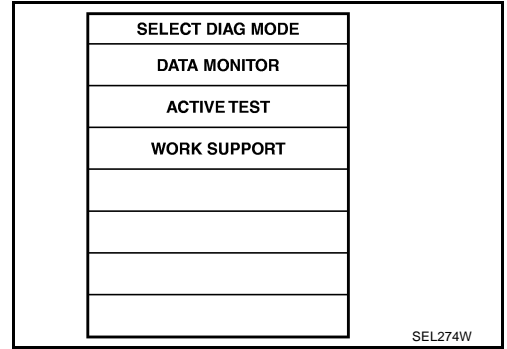 SELECT DIAG MODE
DATA MONITOR
ACTIVE TEST
WORK SUPPORT
SEL274W